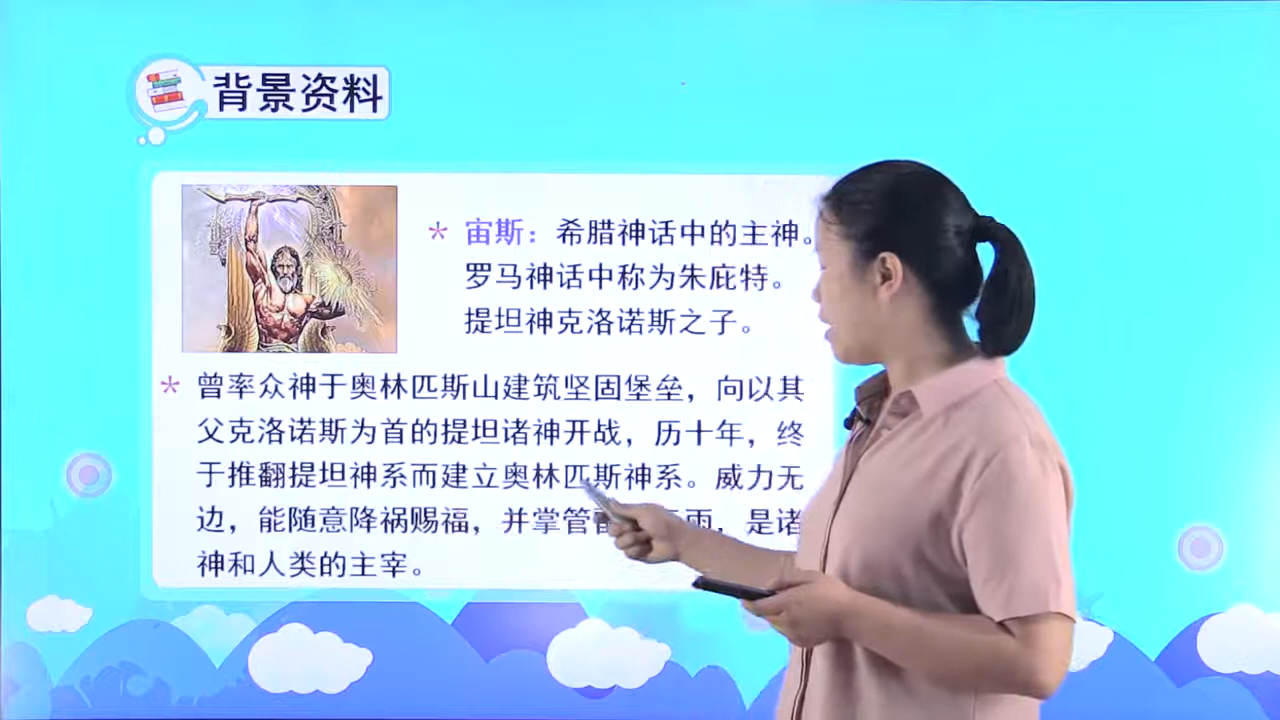 背景资料
* 宙斯：希腊神话中的主神。
罗马神话中称为朱庇特。
提坦神克洛诺斯之子。
* 曾率众神于奥林匹斯山建筑坚固堡垒，向以其
父克洛诺斯为首的提坦诸神开战，历十年，终
于推翻提坦神系而建立奥林匹斯神系。威力无
边，能随意降祸赐福，并掌管雨，是诸
神和人类的主宰。